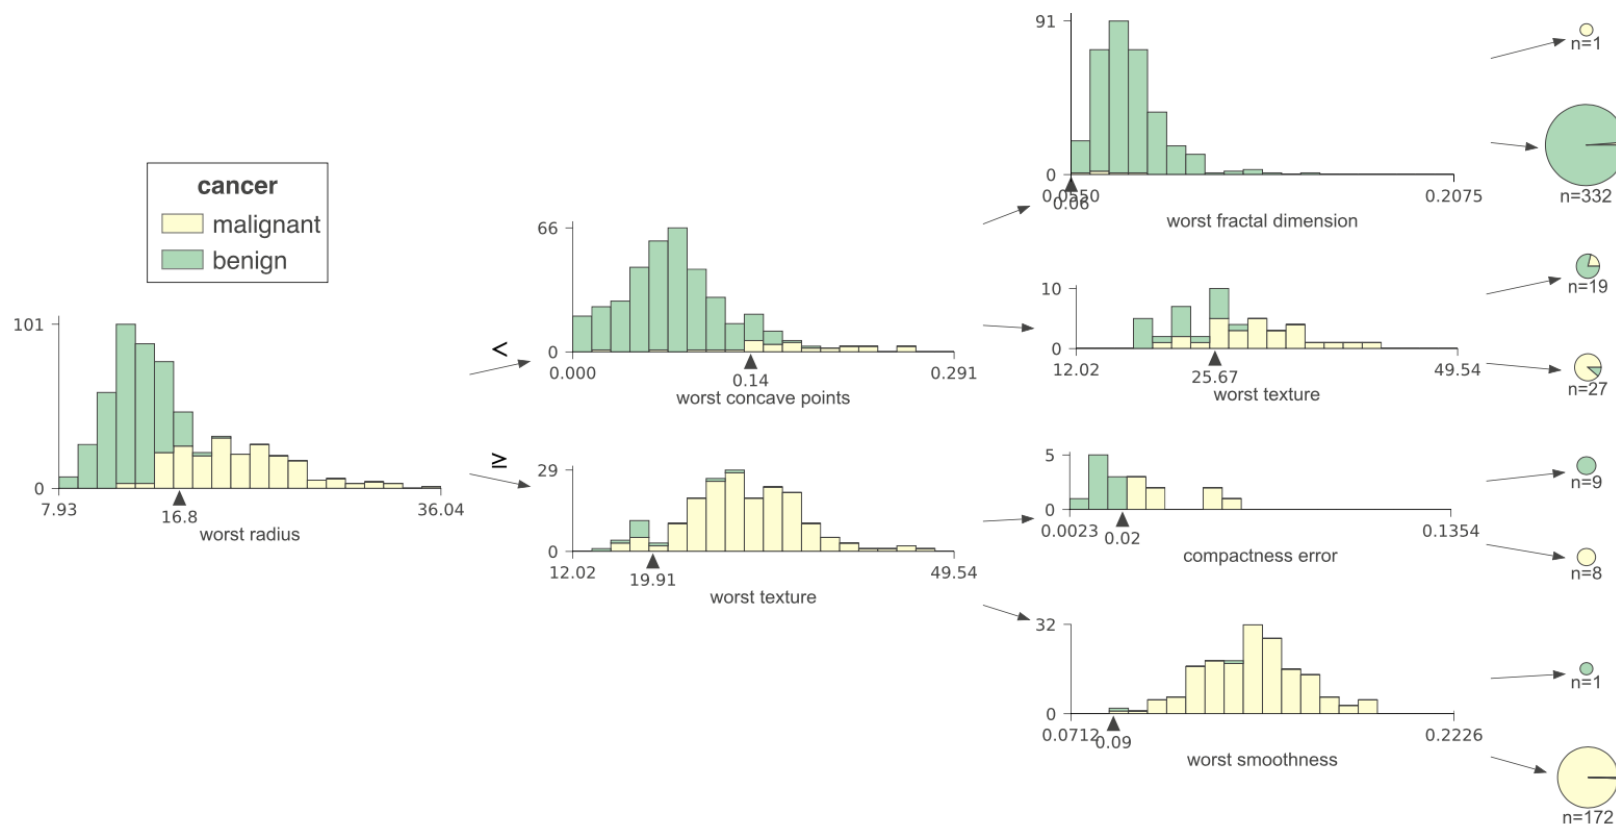 cancer
malignant
benign
101
0
7.93
16.8
36.04
worst radius
<
≥
66
0
0.000
0.14
0.291
worst concave points
29
0
12.02
19.91
49.54
worst texture
91
0
0.0550
0.06
0.2075
worst fractal dimension
10
0
12.02
25.67
49.54
worst texture
5
0
0.0023
0.02
0.1354
compactness error
32
0
0.0712
0.09
0.2226
worst smoothness
n=1
n=332
n=19
n=27
n=9
n=8
n=1
n=172